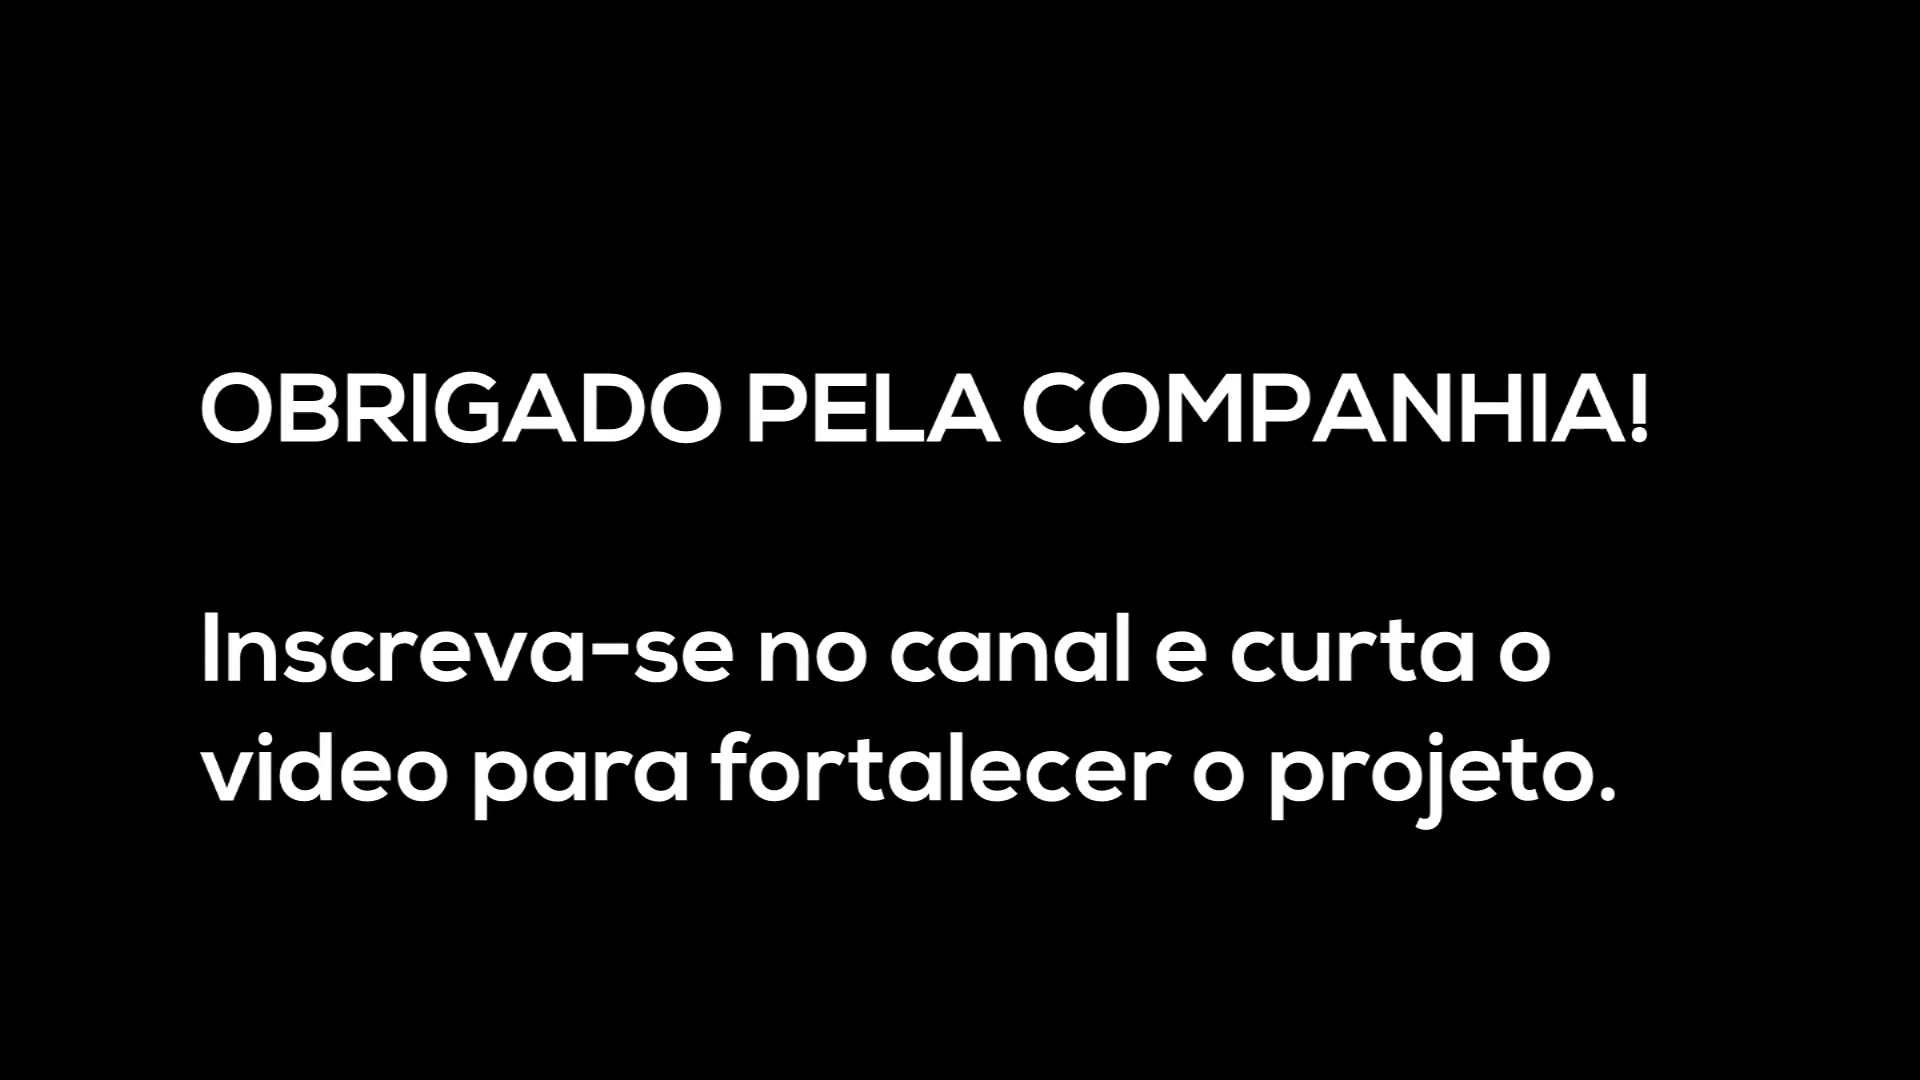 OBRIGADO PELA COMPANHIA!
Inscreva-se no canal e curta o
video para fortalecer o projeto.